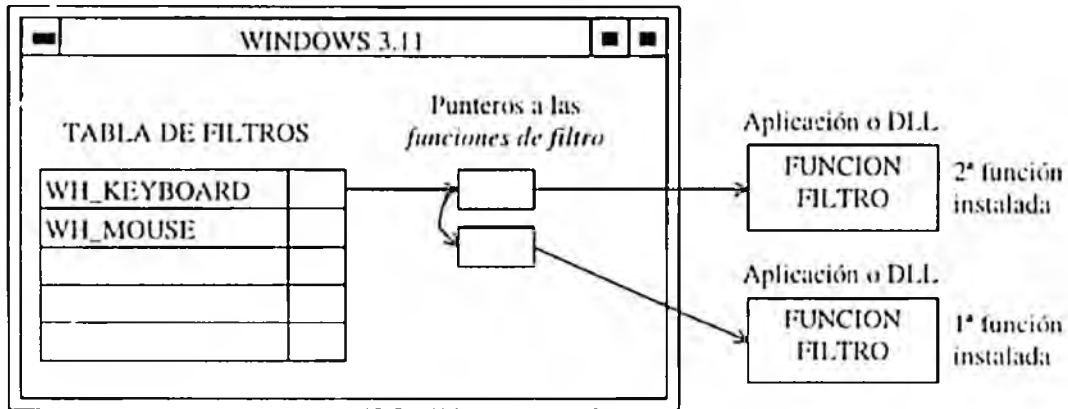 WINDOWS 3.11
TABLA DE FILTROS
Punteros a las
funciones de filtro
WH_KEYBOARD
WH_MOUSE
Aplicación o DLL
FUNCION
FILTRO
2ª función
instalada
Aplicación o DLL
FUNCION
FILTRO
1ª función
instalada